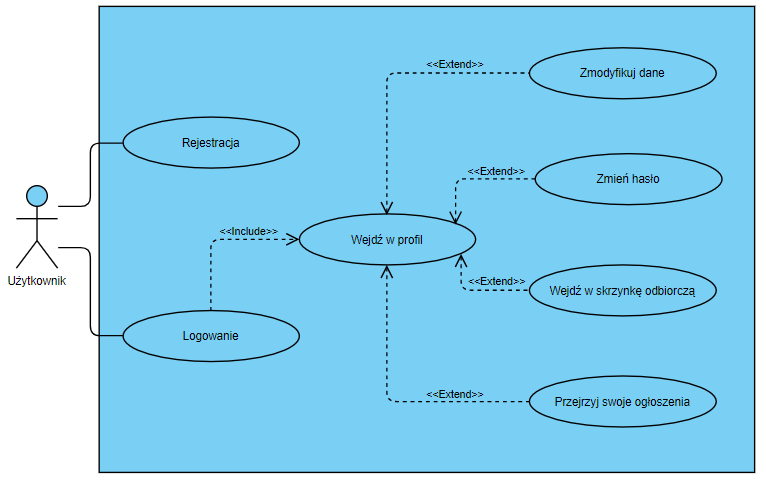 <<Extend>>
Zmodyfikuj dane
Rejestracja
<<Extend>>
Zmień hasło
<<Include>>
Wejdź w profil
Użytkownik
<<Extend>>
Wejdź w skrzynkę odbiorczą
Logowanie
<<Extend>>
Przejrzyj swoje ogłoszenia